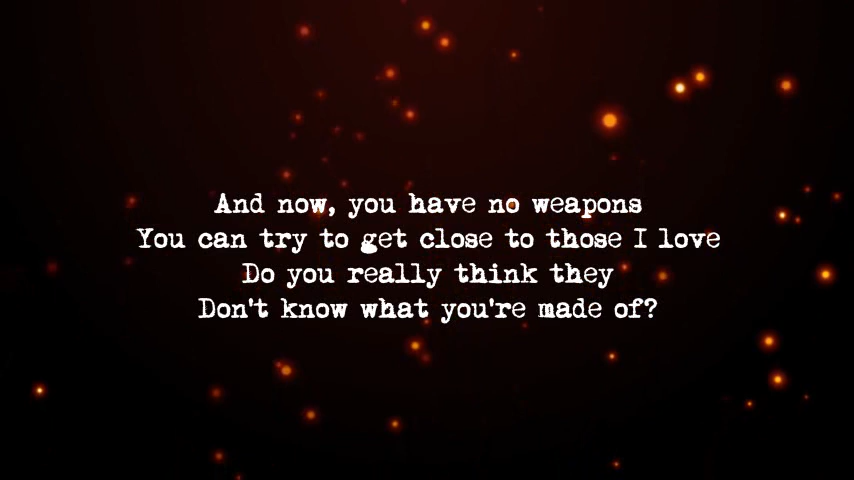 And now, you have no weapons
You can try to get close to those I love
Do you really think they
Don't know what you're made of?